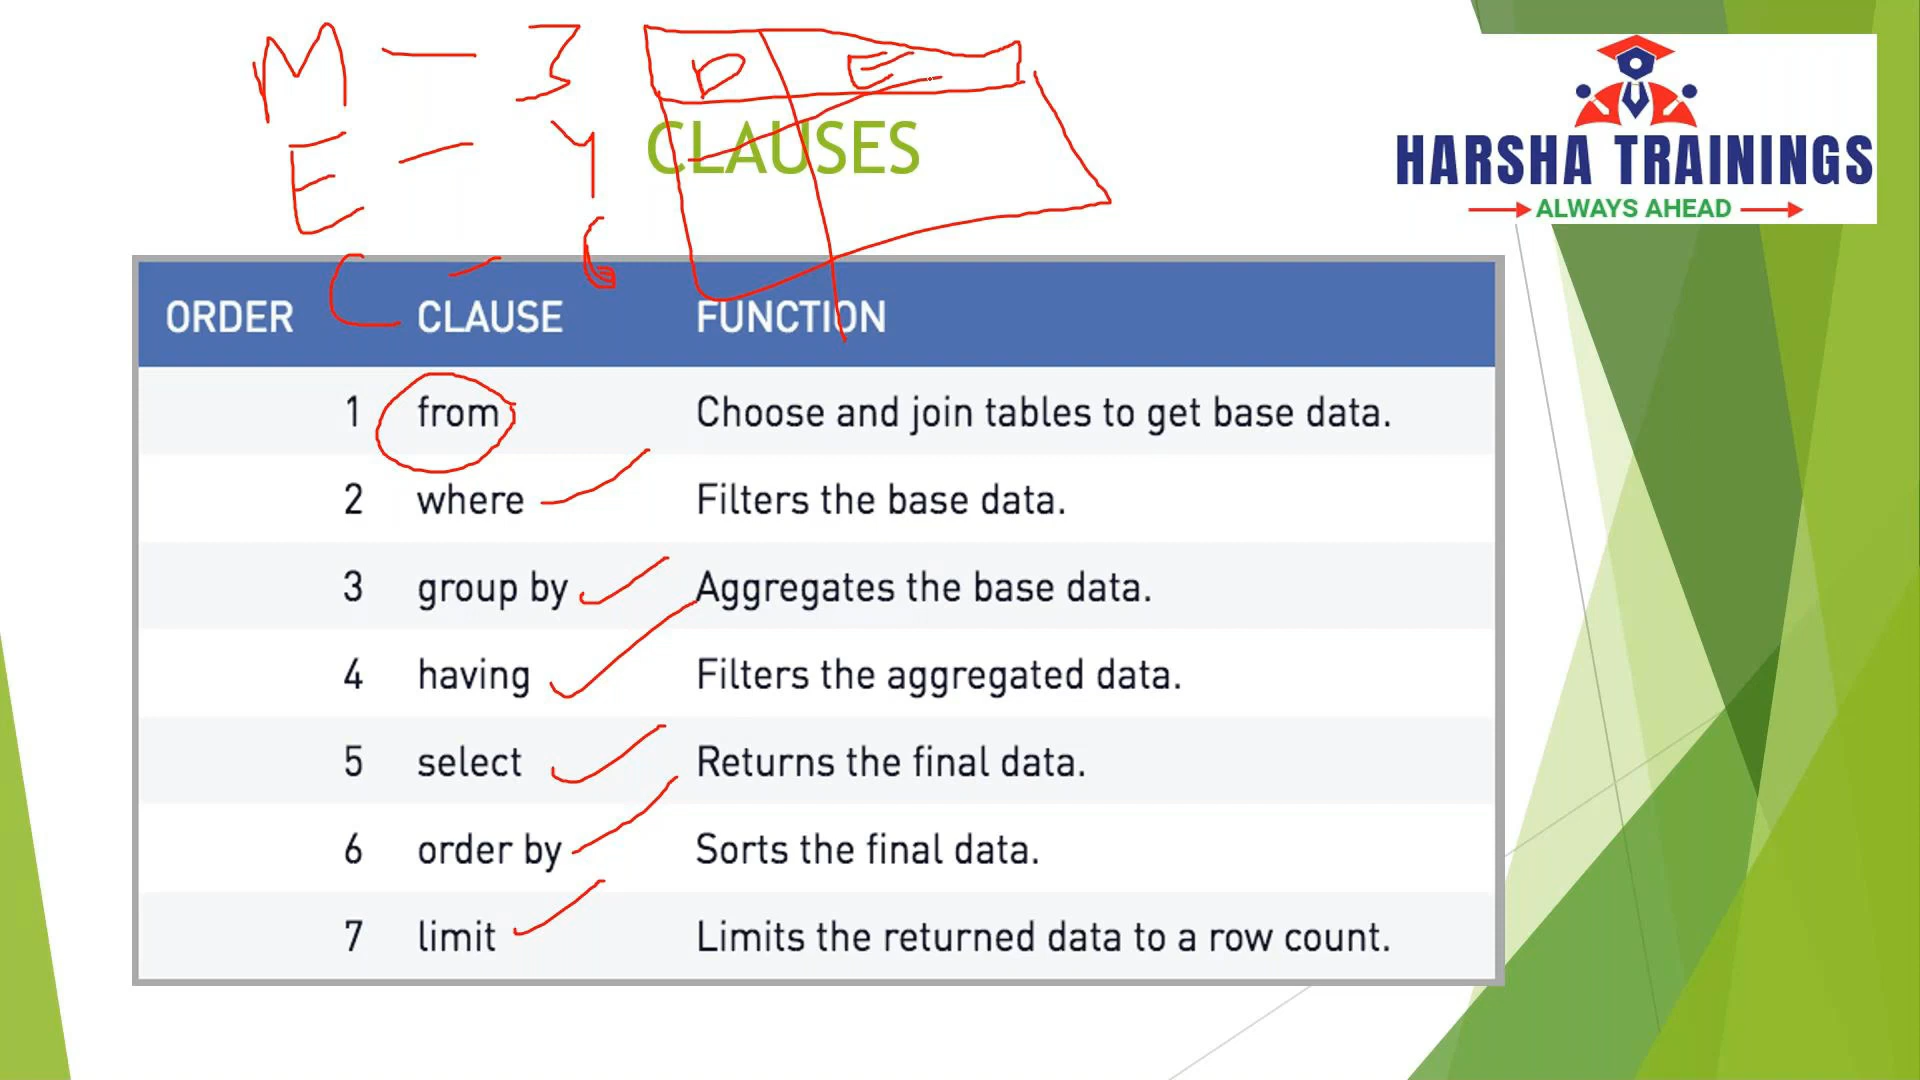 M — 3
D E
E — 4
CLAUSES
C - 6
HARSHA TRAININGS
ALWAYS AHEAD
ORDER CLAUSE FUNCTION
1 from Choose and join tables to get base data.
2 where Filters the base data.
3 group by Aggregates the base data.
4 having Filters the aggregated data.
5 select Returns the final data.
6 order by Sorts the final data.
7 limit Limits the returned data to a row count.